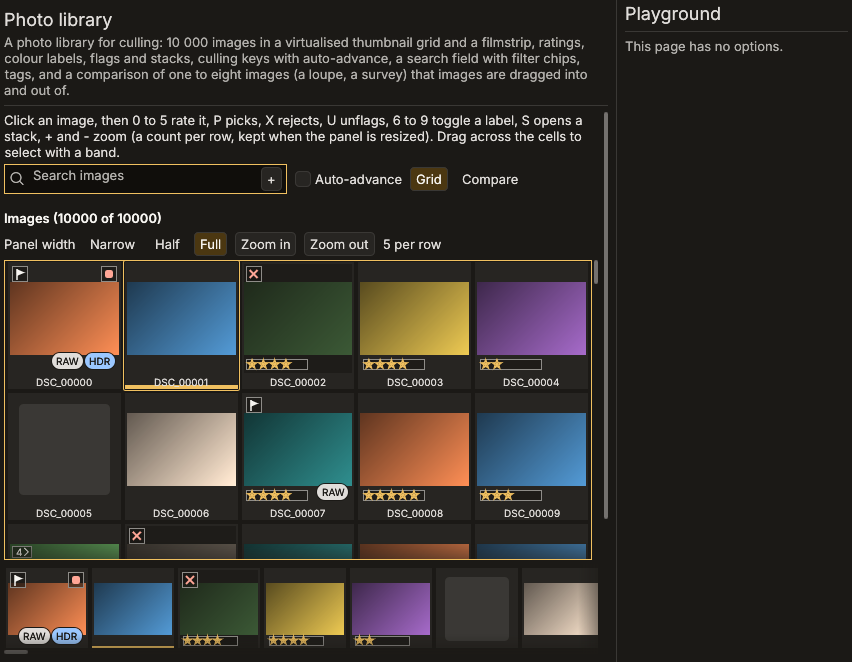 Photo library
A photo library for culling: 10 000 images in a virtualised thumbnail grid and a filmstrip, ratings,
colour labels, flags and stacks, culling keys with auto-advance, a search field with filter chips,
tags, and a comparison of one to eight images (a loupe, a survey) that images are dragged into
and out of.
Click an image, then 0 to 5 rate it, P picks, X rejects, U unflags, 6 to 9 toggle a label, S opens a
stack, + and - zoom (a count per row, kept when the panel is resized). Drag across the cells to
select with a band.
Search images + Auto-advance Grid Compare
Images (10000 of 10000)
Panel width Narrow Half Full Zoom in Zoom out 5 per row
RAW HDR
DSC_00000 DSC_00001 DSC_00002 DSC_00003 DSC_00004
RAW
DSC_00005 DSC_00006 DSC_00007 DSC_00008 DSC_00009
4
RAW HDR
Playground
This page has no options.